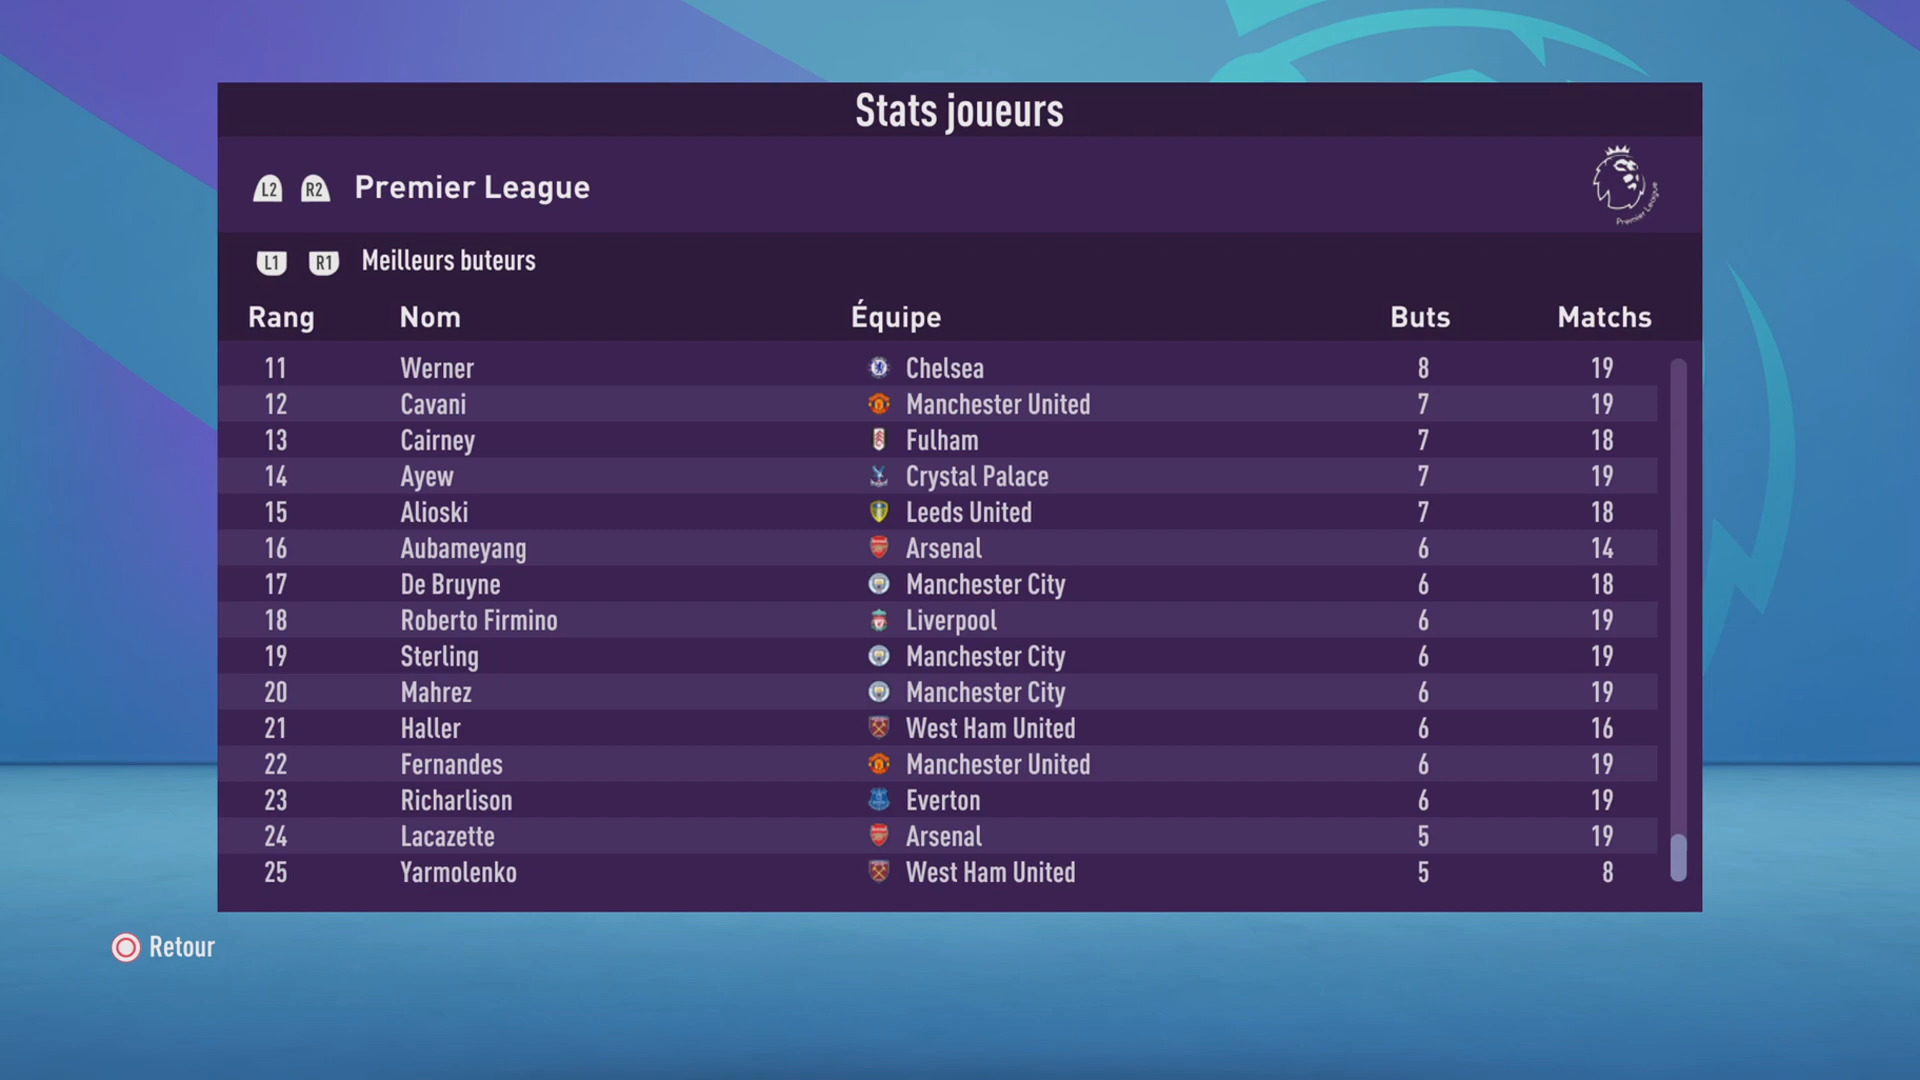 Stats joueurs
L2 R2 Premier League
Premier League
L1 R1 Meilleurs buteurs
Rang Nom Équipe Buts Matchs
11 Werner Chelsea 8 19
12 Cavani Manchester United 7 19
13 Cairney Fulham 7 18
14 Ayew Crystal Palace 7 19
15 Alioski Leeds United 7 18
16 Aubameyang Arsenal 6 14
17 De Bruyne Manchester City 6 18
18 Roberto Firmino Liverpool 6 19
19 Sterling Manchester City 6 19
20 Mahrez Manchester City 6 19
21 Haller West Ham United 6 16
22 Fernandes Manchester United 6 19
23 Richarlison Everton 6 19
24 Lacazette Arsenal 5 19
25 Yarmolenko West Ham United 5 8
Retour